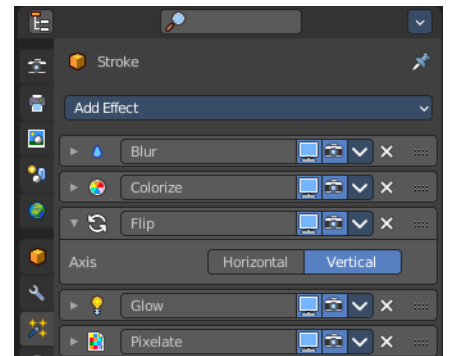 Stroke
Add Effect
Blur
Colorize
Flip
Axis Horizontal Vertical
Glow
Pixelate